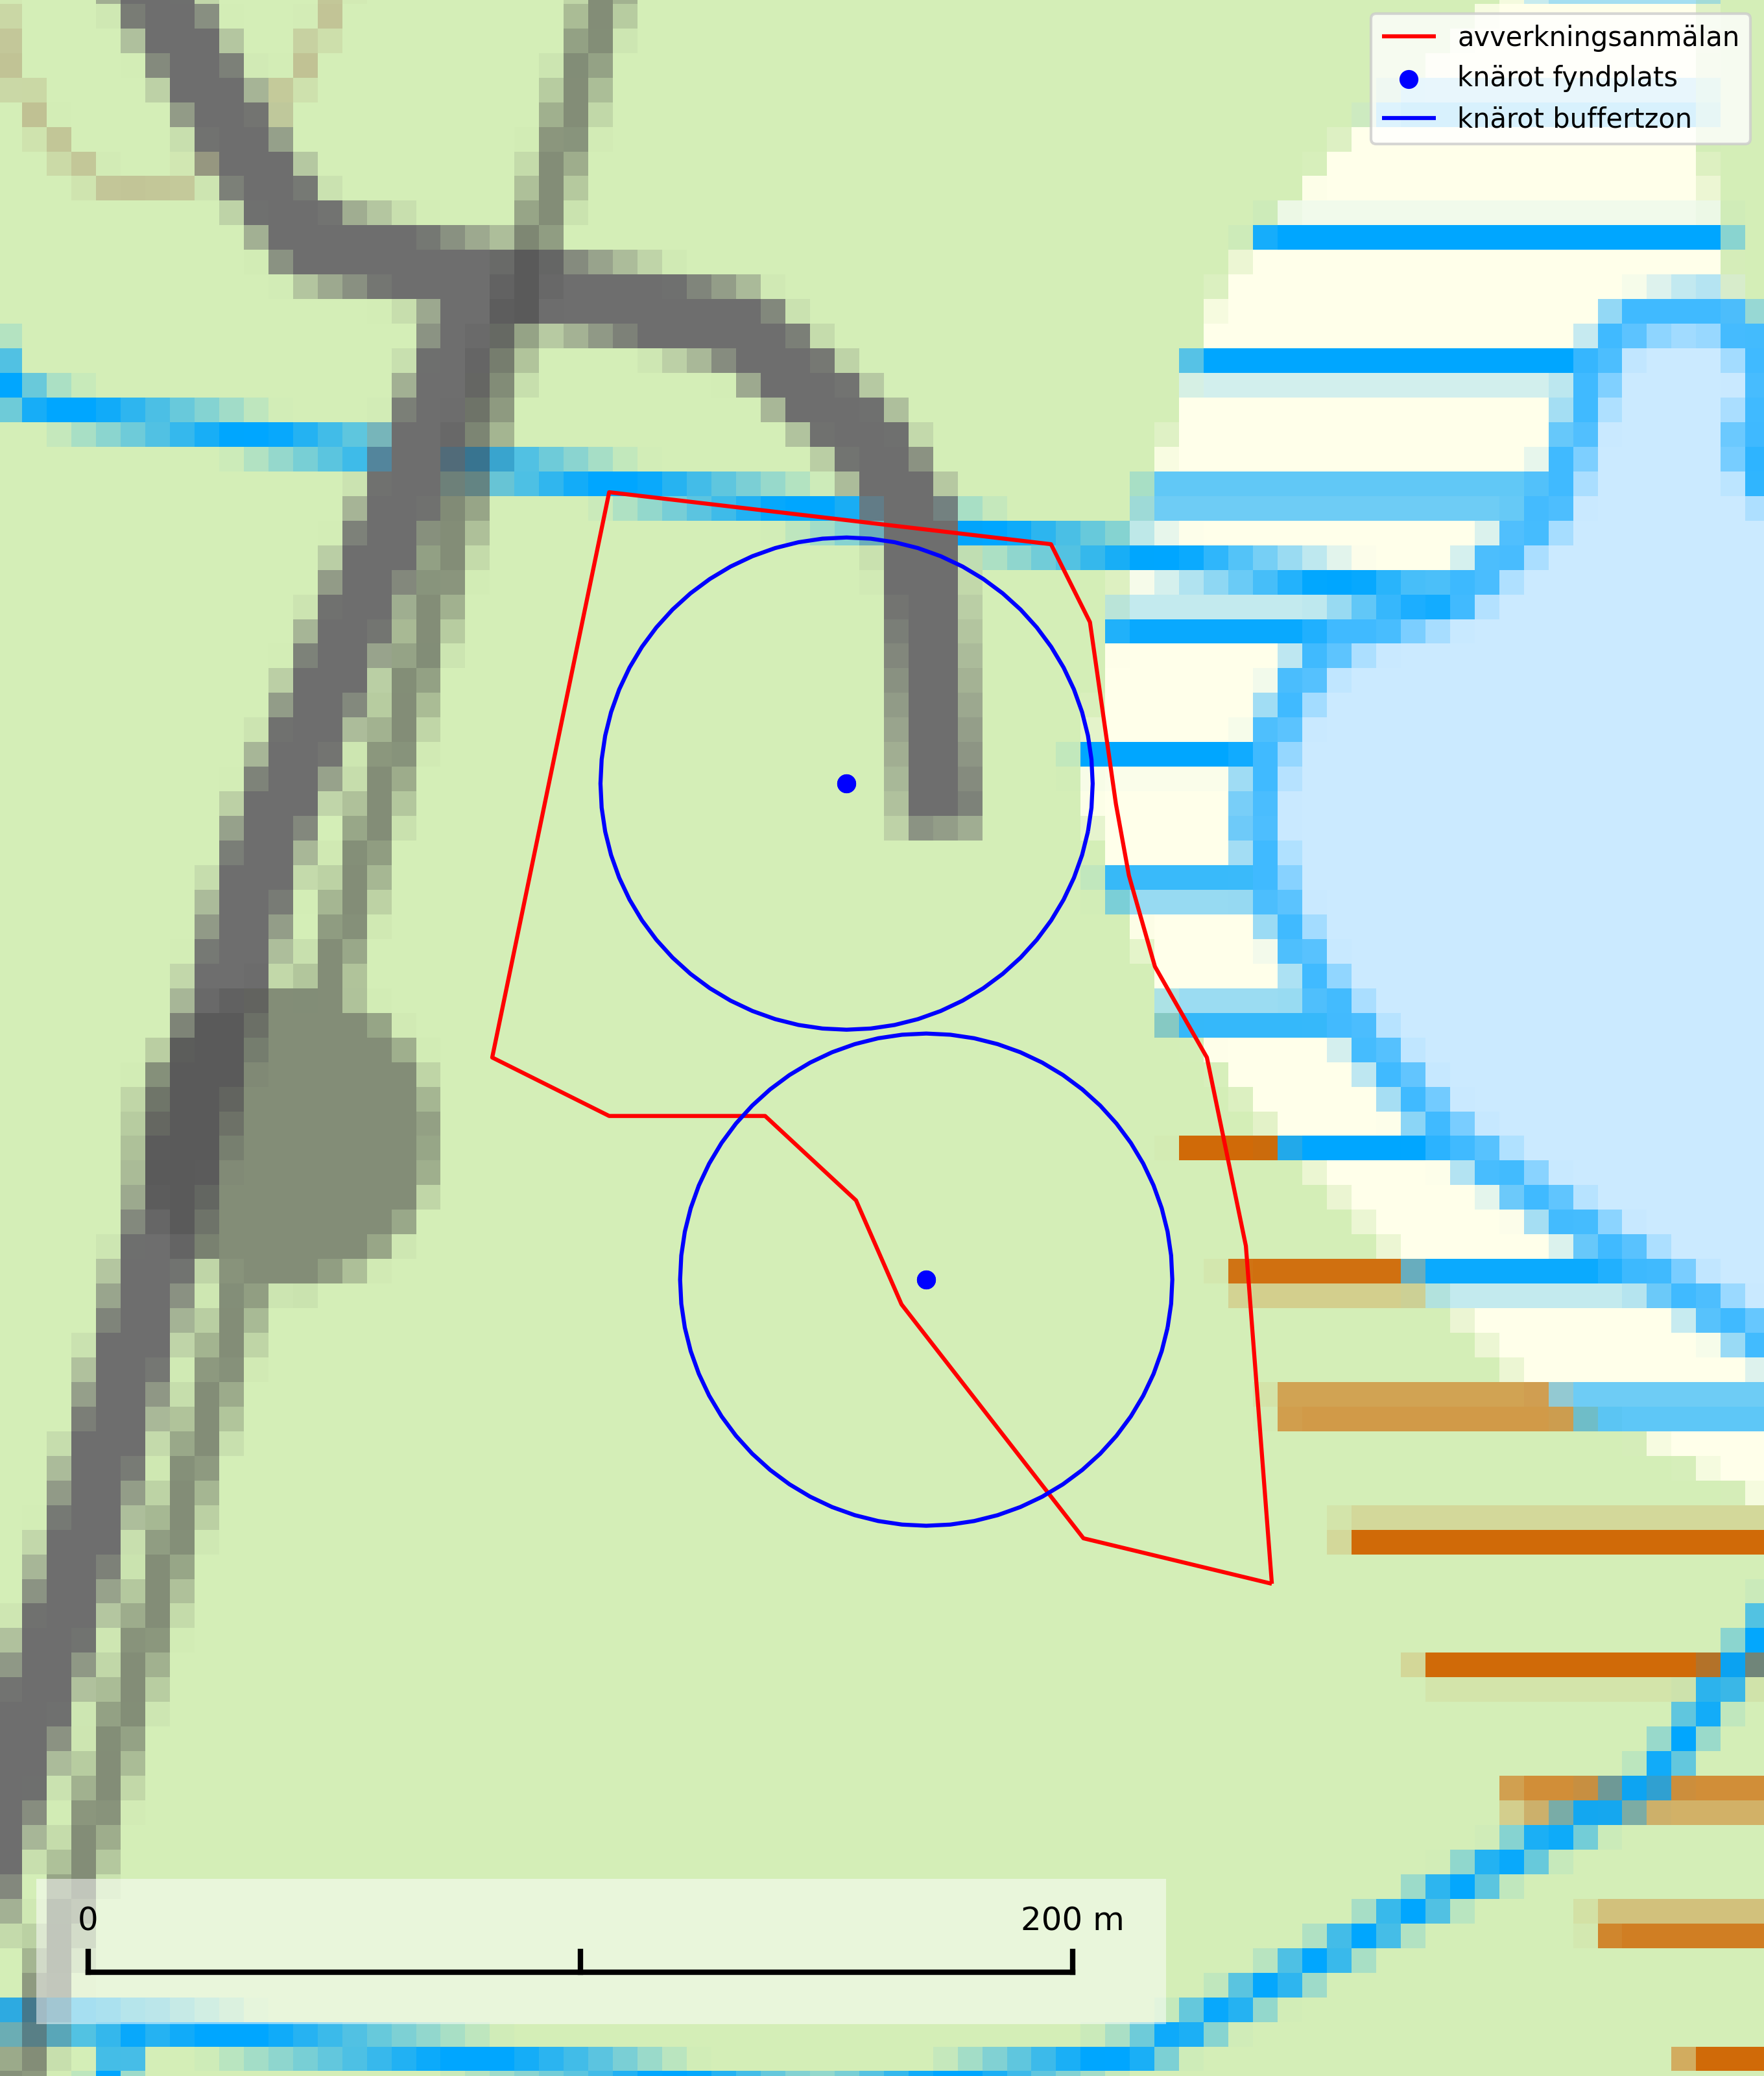 avverkningsanmälan
knärot fyndplats
knärot buffertzon
0 200 m